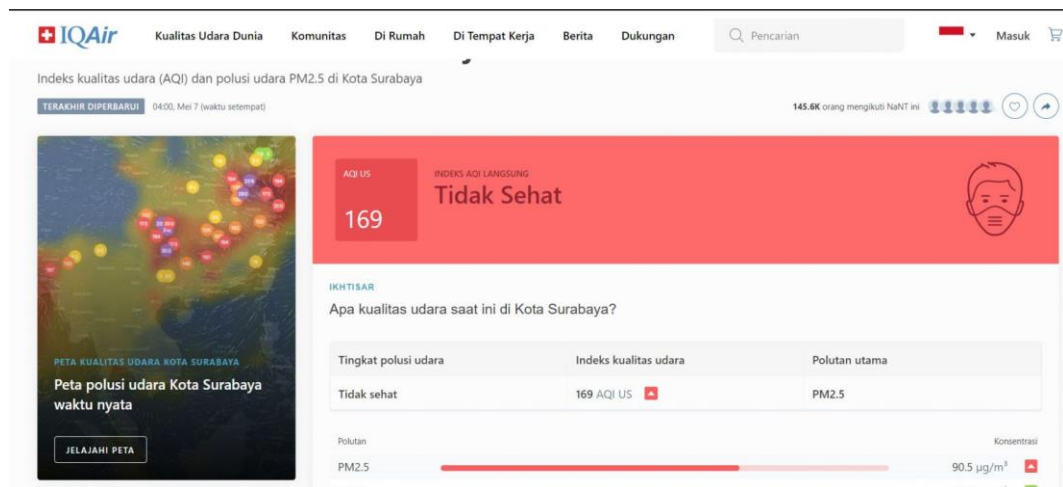 IQAir
Kualitas Udara Dunia Komunitas Di Rumah Di Tempat Kerja Berita Dukungan Pencarian Masuk
Indeks kualitas udara (AQI) dan polusi udara PM2.5 di Kota Surabaya
TERAKHIR DIPERBARUI 04:00, Mei 7 (waktu setempat)
145.6K orang mengikuti NaNT ini
AQI US
169
INDEKS AQI LANGSUNG
Tidak Sehat
PETA KUALITAS UDARA KOTA SURABAYA
Peta polusi udara Kota Surabaya
waktu nyata
JELAJAHI PETA
IKHTISAR
Apa kualitas udara saat ini di Kota Surabaya?
Tingkat polusi udara Indeks kualitas udara Polutan utama
Tidak sehat 169 AQI US PM2.5
Polutan Konsentrasi
PM2.5 90.5 µg/m³